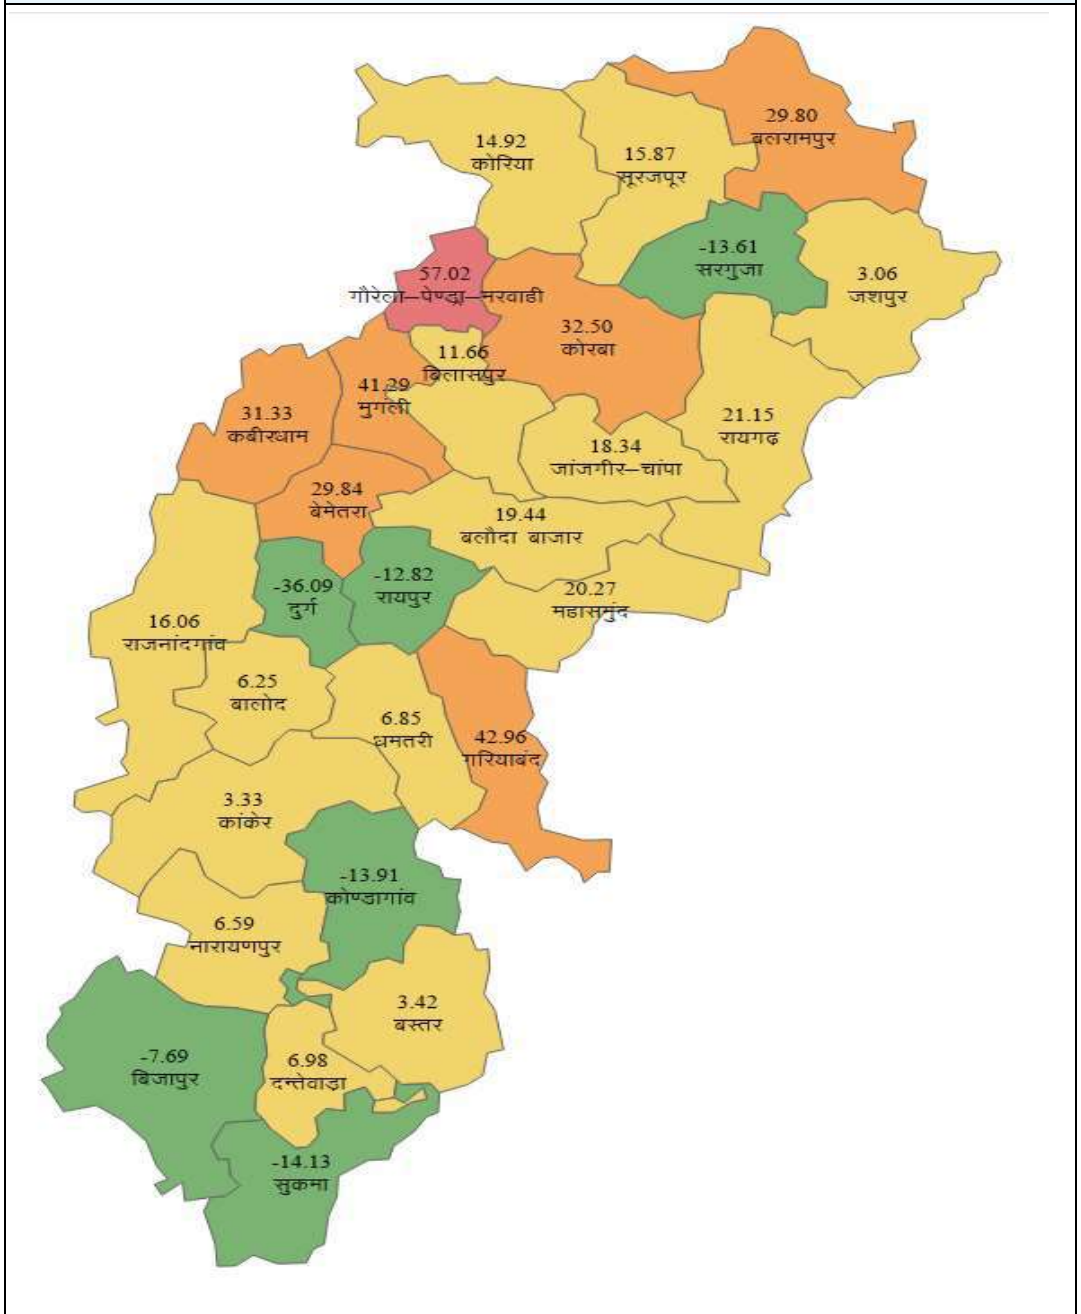 29.80
बलरामपुर
14.92
कोरिया
15.87
सूरजपूर
-13.61
सरगुजा
3.06
जशपुर
57.02
गौरेला–पेण्ड्रा–मरवाही
32.50
कोरबा
11.66
बिलासपुर
41.29
मुगली
31.33
कबीरधाम
21.15
रायगढ़
18.34
जांजगीर–चांपा
29.84
बेमेतरा
19.44
बलौदा बाजार
-36.09
दुर्ग
-12.82
रायपुर
20.27
महासमुंद
16.06
राजनांदगांव
6.25
बालोद
6.85
धमतरी
42.96
गरियाबंद
3.33
कांकेर
-13.91
कोण्डागांव
6.59
नारायणपुर
3.42
बस्तर
-7.69
बिजापुर
6.98
दन्तेवाड़ा
-14.13
सुकमा